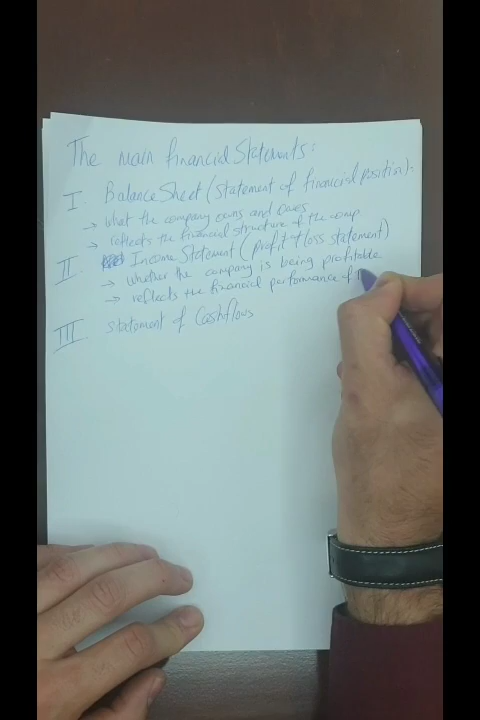 The main financial Statements:
I. Balance Sheet (Statement of financial position):
→ what the company owns and owes
→ reflects the financial structure of the comp.
II. Income Statement (profit & loss statement)
→ whether the company is being profitable
→ reflects the financial performance of
III. Statement of Cashflows